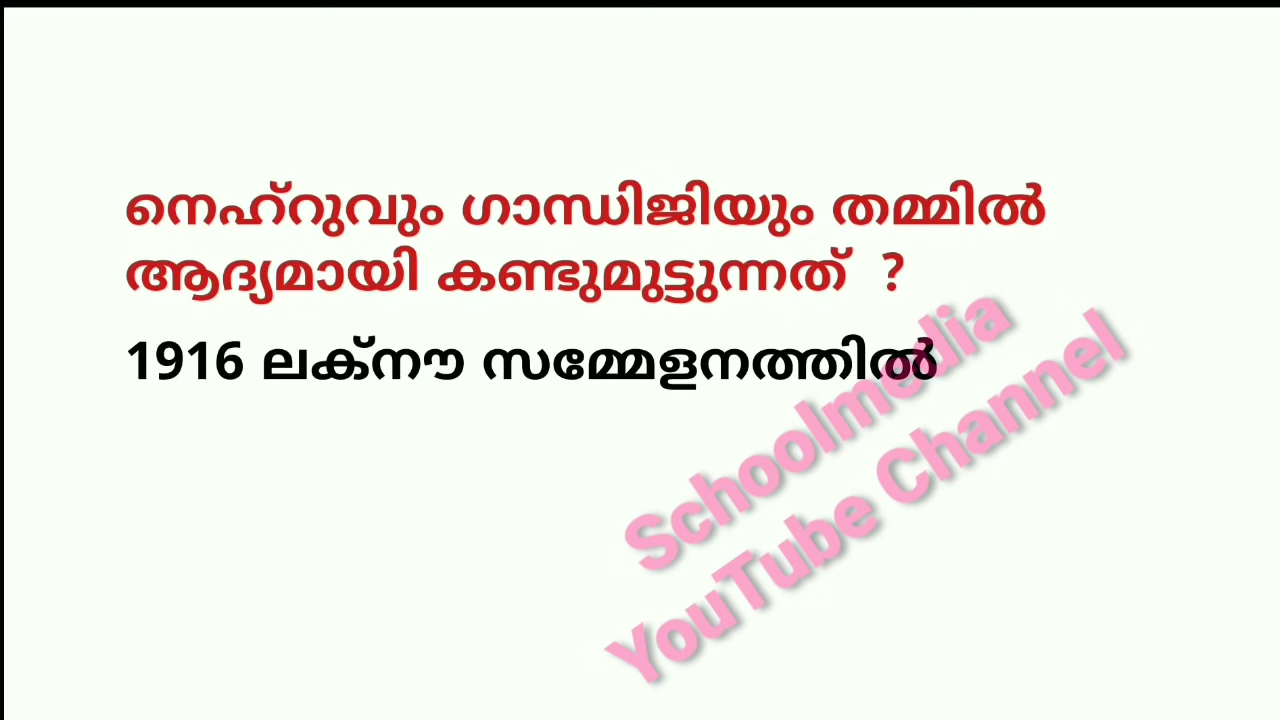 നെഹ്റുവും ഗാന്ധിജിയും തമ്മിൽ
ആദ്യമായി കണ്ടുമുട്ടുന്നത് ?
1916 ലക്നൗ സമ്മേളനത്തിൽ
Schoolmedia
YouTube Channel